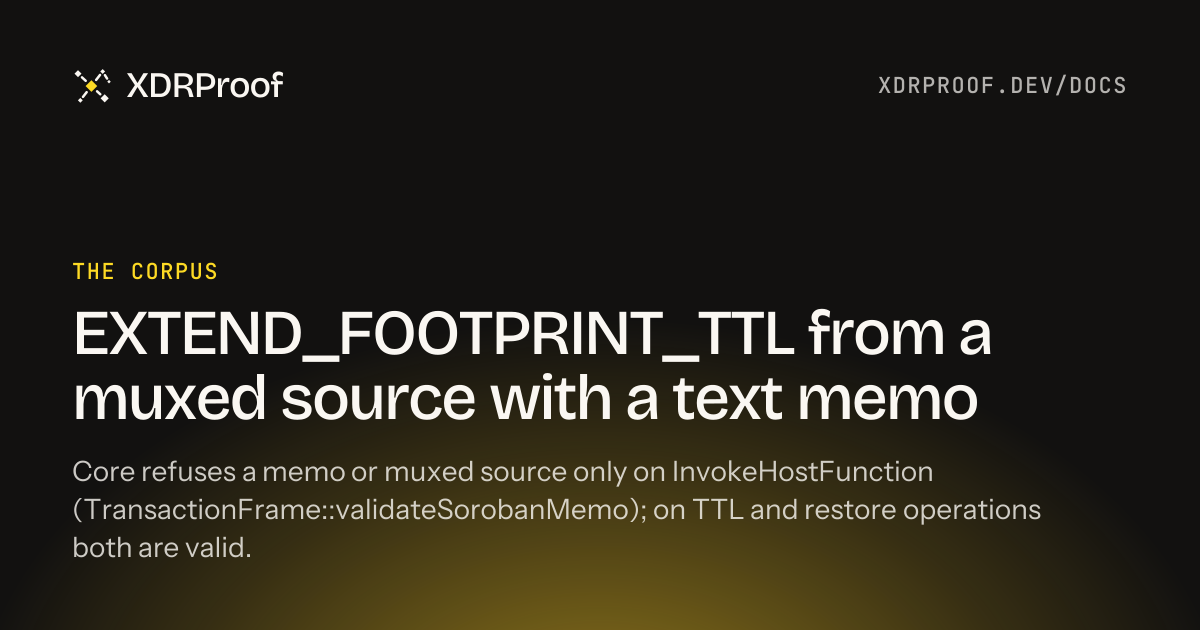 XDRProof
XDRPROOF.DEV/DOCS
THE CORPUS
EXTEND_FOOTPRINT_TTL from a
muxed source with a text memo
Core refuses a memo or muxed source only on InvokeHostFunction
(TransactionFrame::validateSorobanMemo); on TTL and restore operations
both are valid.